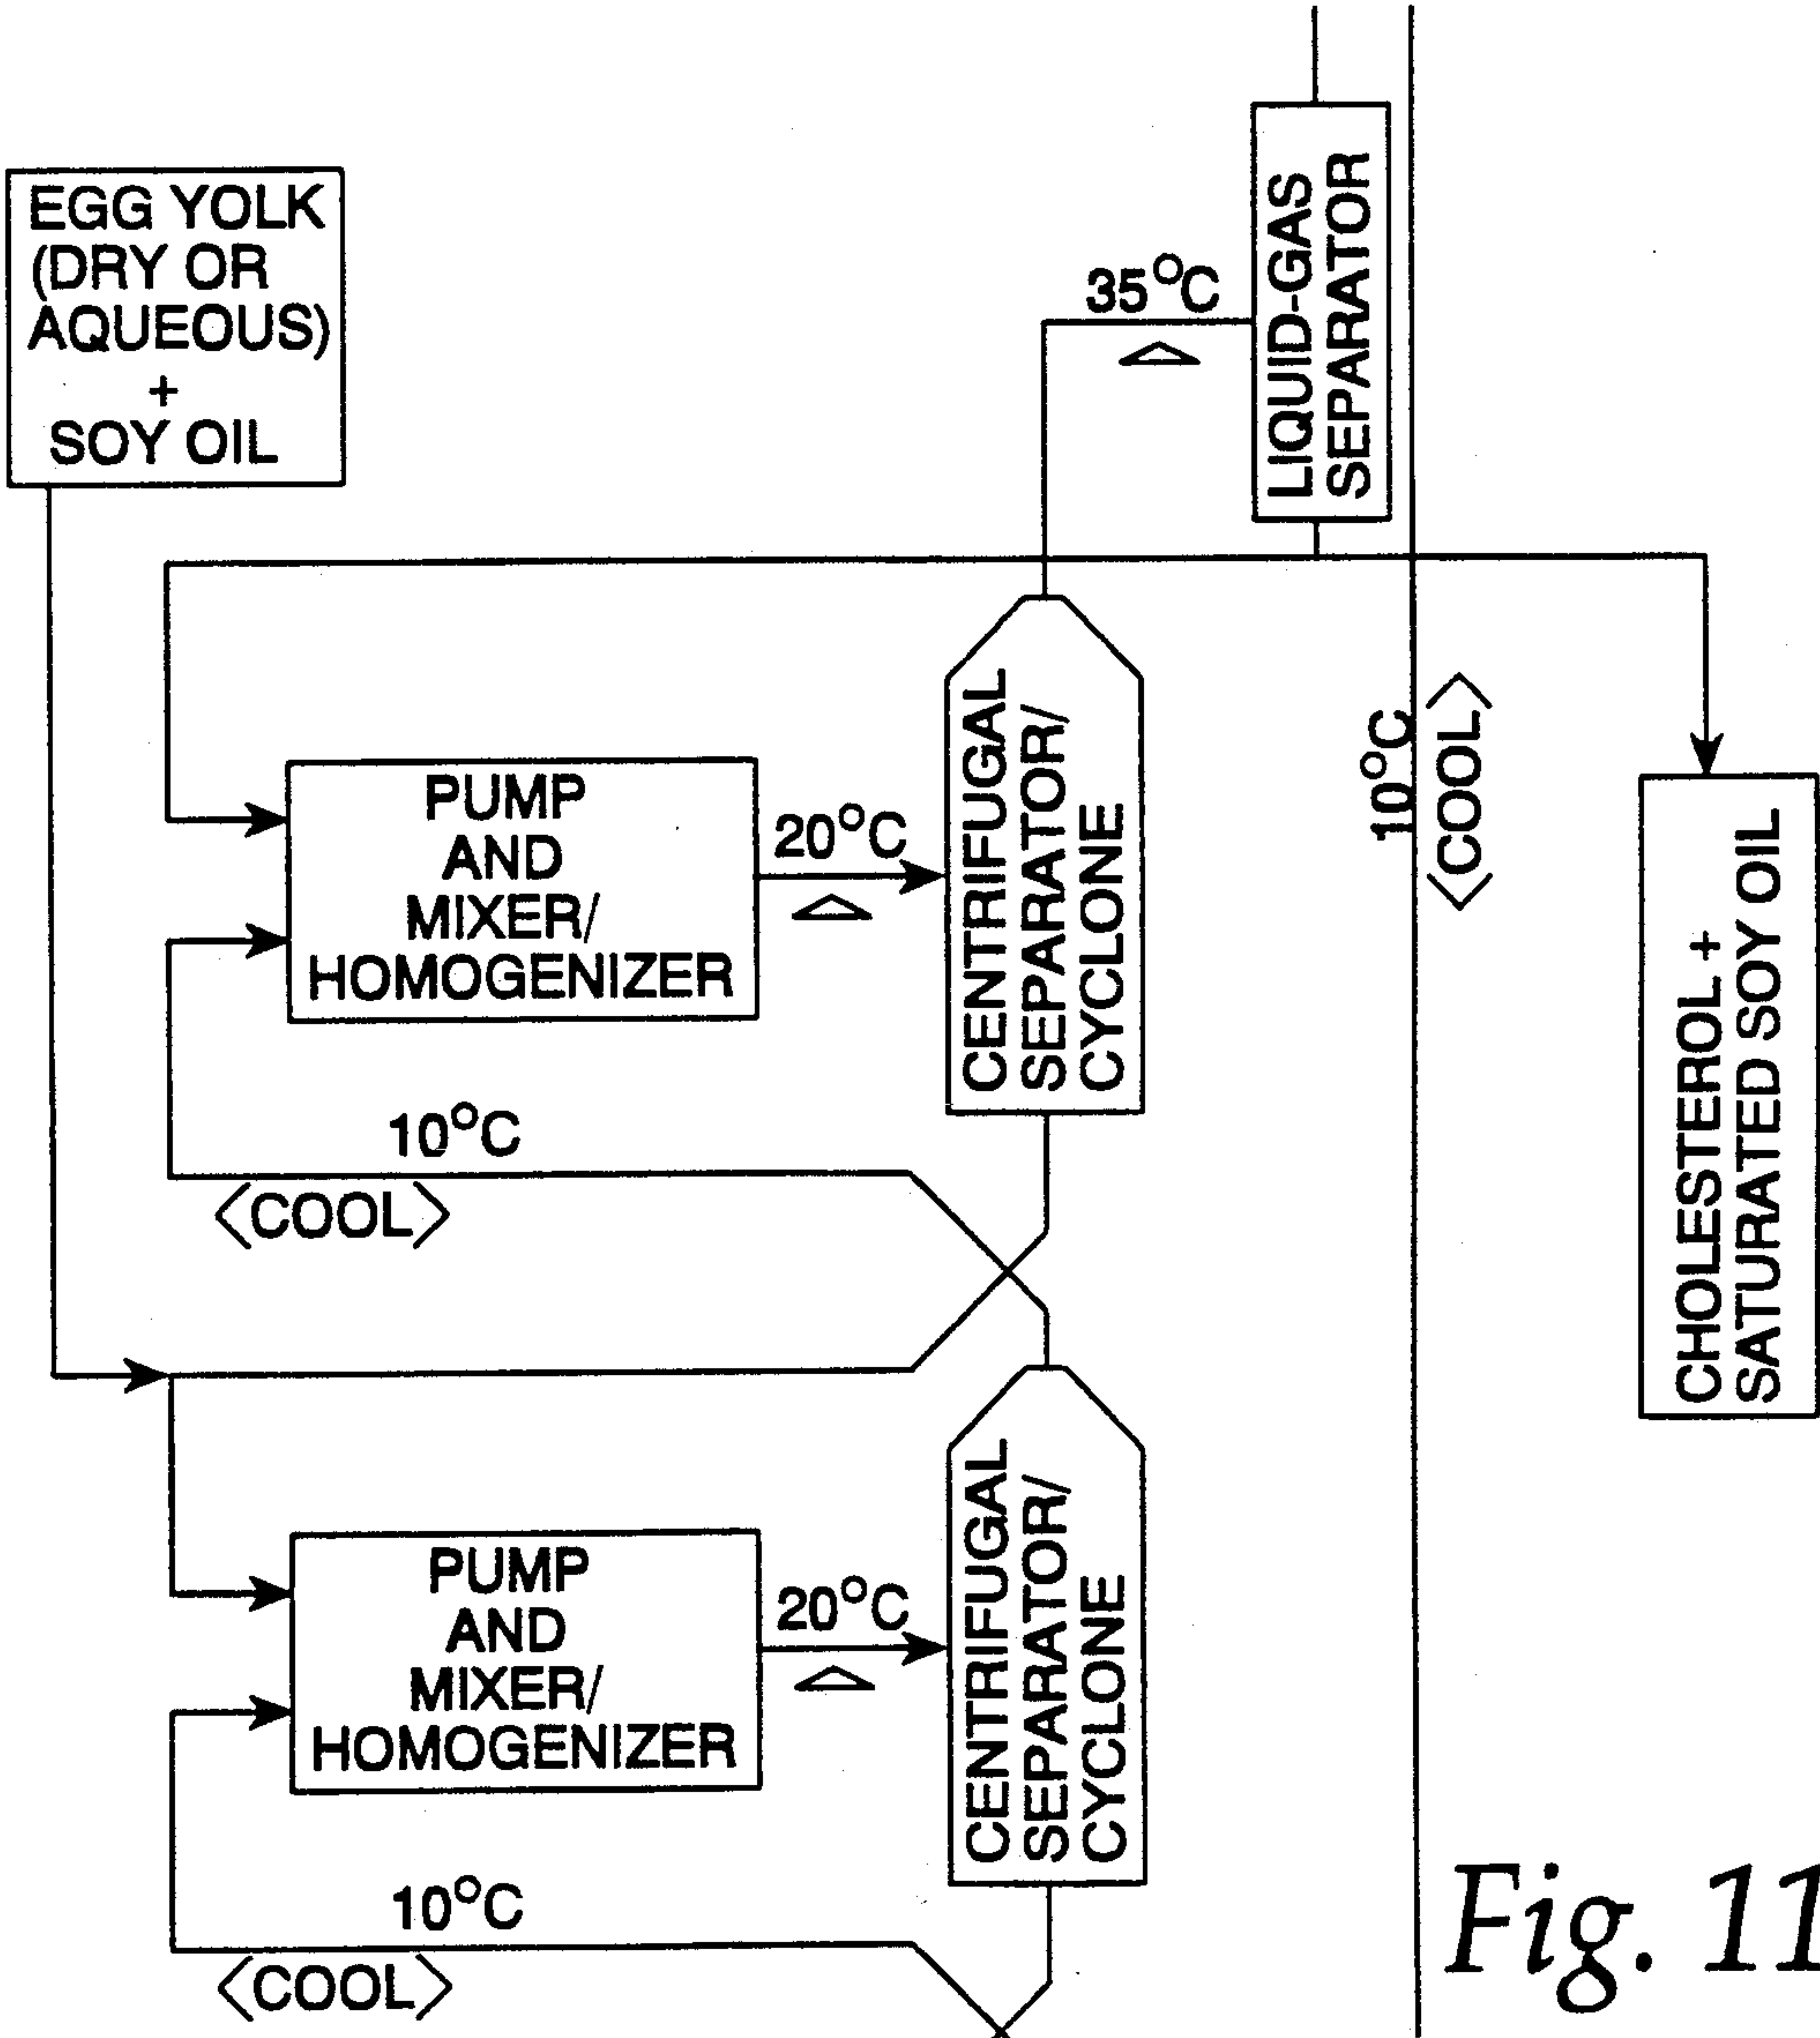 EGG YOLK
(DRY OR
AQUEOUS)
+
SOY OIL
35°C
LIQUID-GAS
SEPARATOR
PUMP
AND
MIXER/
HOMOGENIZER
20°C
CENTRIFUGAL
SEPARATOR/
CYCLONE
10°C
<COOL>
10°C
<COOL>
CHOLESTEROL +
SATURATED SOY OIL
PUMP
AND
MIXER/
HOMOGENIZER
20°C
CENTRIFUGAL
SEPARATOR/
CYCLONE
10°C
<COOL>
Fig. 11